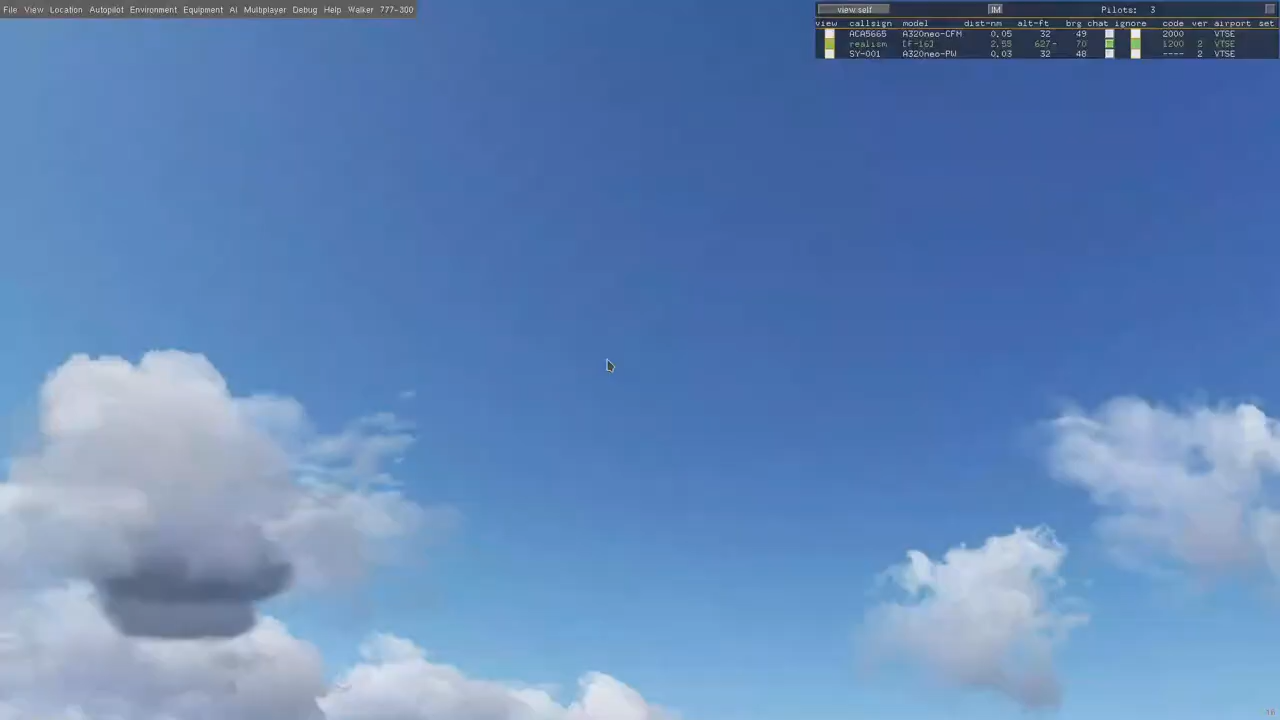 File View Location Autopilot Environment Equipment AI Multiplayer Debug Help Walker 777-300
view self IM Pilots: 3
view callsign model dist-nm alt-ft brg chat ignore code ver airport set
ACA5665 A320neo-CFM 0.05 32 49 2000 VTSE
realism [F-16] 2.58 627- 70 1200 2 VTSE
SY-001 A320neo-PW 0.03 32 48 ---- 2 VTSE